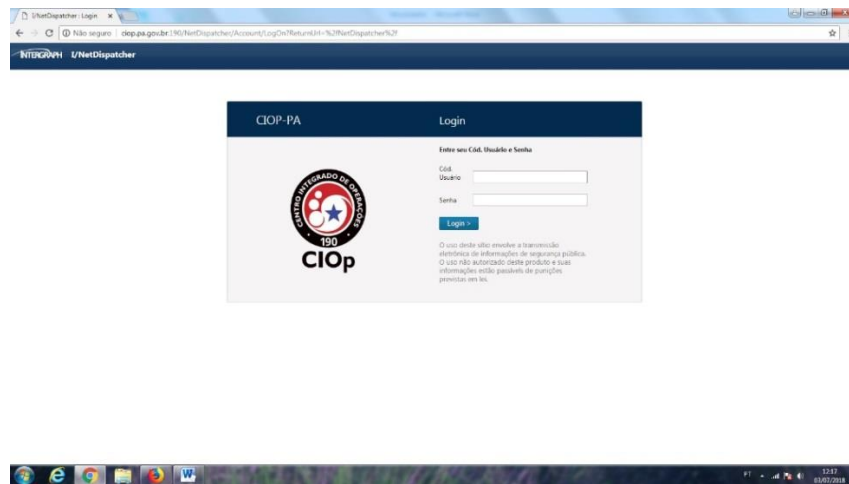 I/NetDispatcher: Login
Não seguro | ciop.pa.gov.br:190/NetDispatcher/Account/LogOn?ReturnUrl=%2fNetDispatcher%2f
INTERGRAPH I/NetDispatcher
CIOP-PA
Login
Entre seu Cód. Usuário e Senha
Cód.
Usuário
Senha
Login >
O uso deste sítio envolve a transmissão
eletrônica de informações de segurança pública.
O uso não autorizado deste produto e suas
informações estão passíveis de punições
previstas em lei.
CENTRO INTEGRADO DE OPERAÇÕES
190
CIOp
PT
12:17
03/07/2018